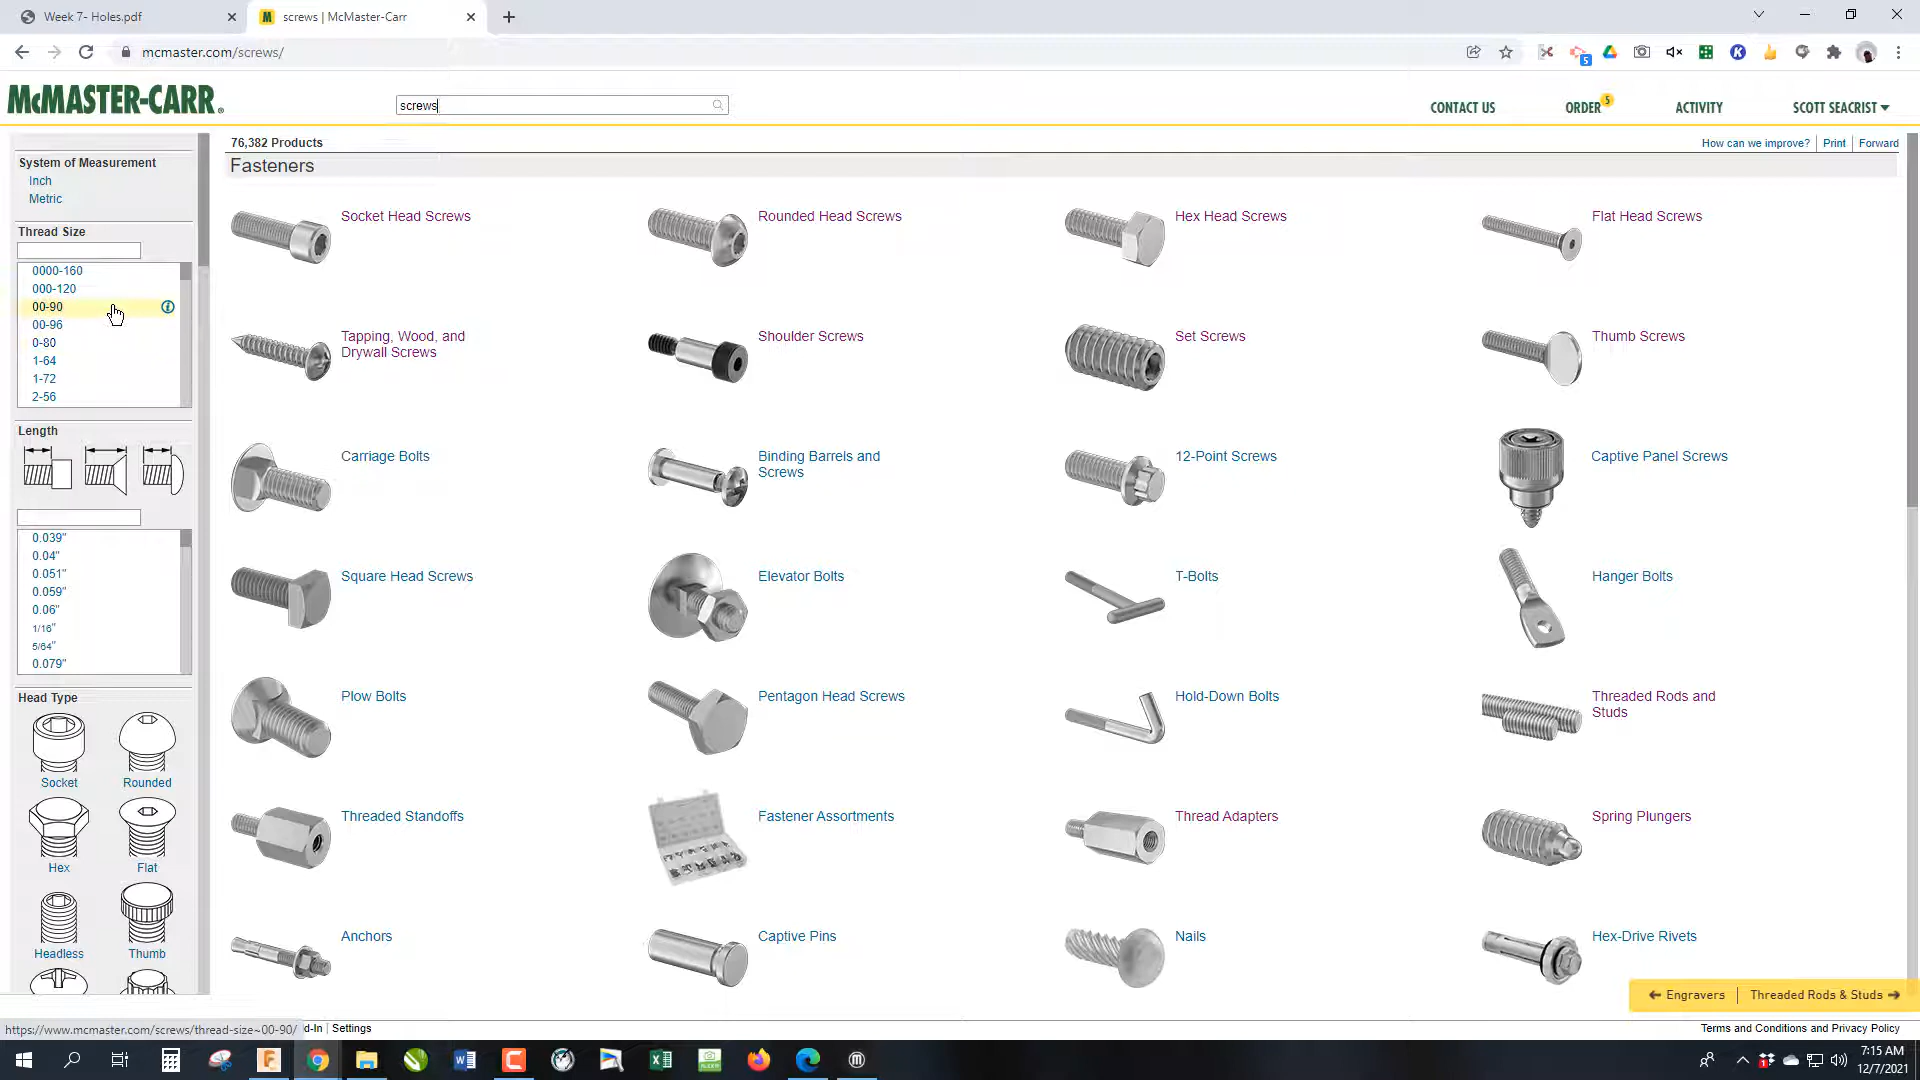 Week 7- Holes.pdf
screws | McMaster-Carr
mcmaster.com/screws/
5
K
McMASTER-CARR.
screws
CONTACT US
ORDER
5
ACTIVITY
SCOTT SEACRIST
76,382 Products
How can we improve?
Print
Forward
Fasteners
System of Measurement
Inch
Metric
Thread Size
0000-160
000-120
00-90
00-96
0-80
1-64
1-72
2-56
Length
0.039"
0.04"
0.051"
0.059"
0.06"
1/16"
5/64"
0.079"
Head Type
Socket
Rounded
Hex
Flat
Headless
Thumb
Socket Head Screws
Rounded Head Screws
Hex Head Screws
Flat Head Screws
Tapping, Wood, and
Drywall Screws
Shoulder Screws
Set Screws
Thumb Screws
Carriage Bolts
Binding Barrels and
Screws
12-Point Screws
Captive Panel Screws
Square Head Screws
Elevator Bolts
T-Bolts
Hanger Bolts
Plow Bolts
Pentagon Head Screws
Hold-Down Bolts
Threaded Rods and
Studs
Threaded Standoffs
Fastener Assortments
Thread Adapters
Spring Plungers
Anchors
Captive Pins
Nails
Hex-Drive Rivets
Engravers
Threaded Rods & Studs
https://www.mcmaster.com/screws/thread-size~00-90/
d-In
Settings
Terms and Conditions and Privacy Policy
7:15 AM
12/7/2021